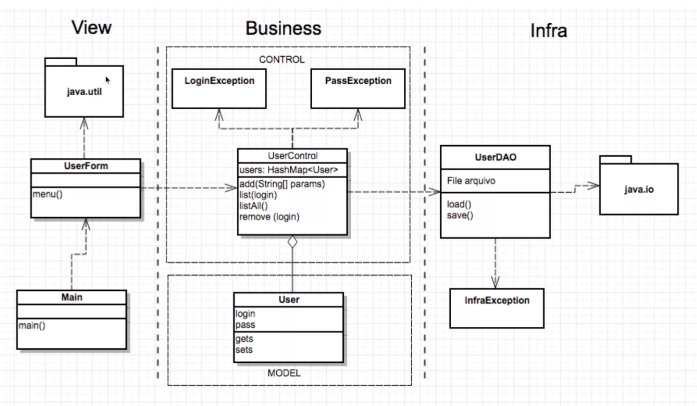 View
Business
Infra
java.util
UserForm
menu()
Main
main()
CONTROL
LoginException
PassException
UserControl
users: HashMap<User>
add(String[] params)
list(login)
listAll()
remove (login)
User
login
pass
gets
sets
MODEL
UserDAO
File arquivo
load()
save()
java.io
InfraException